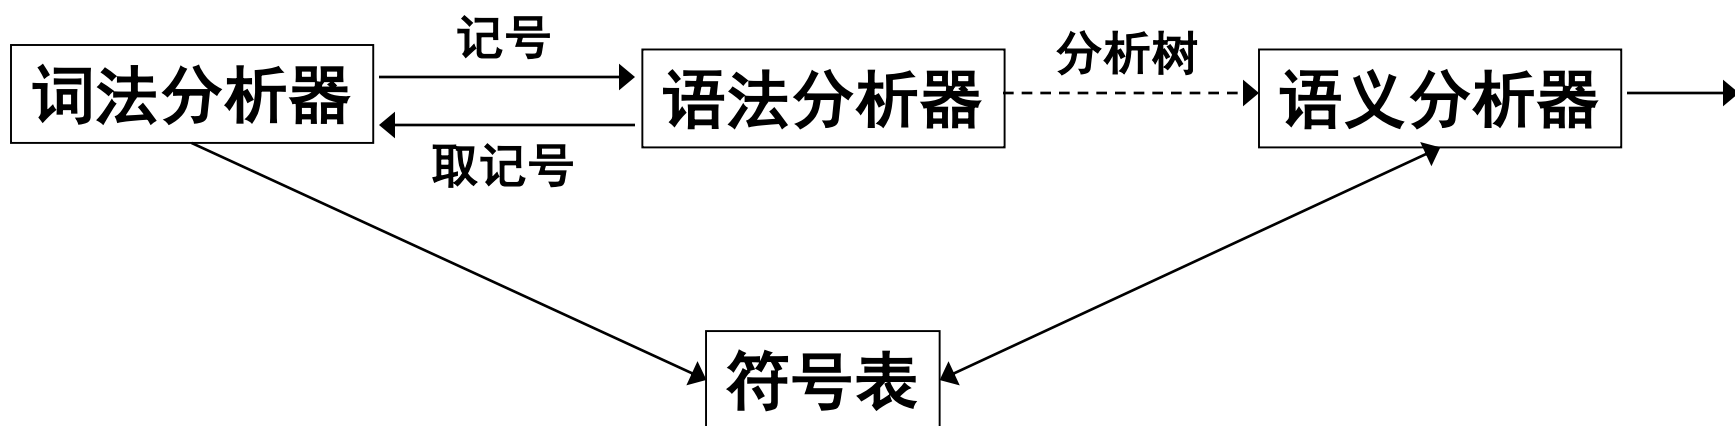 记号
词法分析器
语法分析器
分析树
语义分析器
取记号
符号表